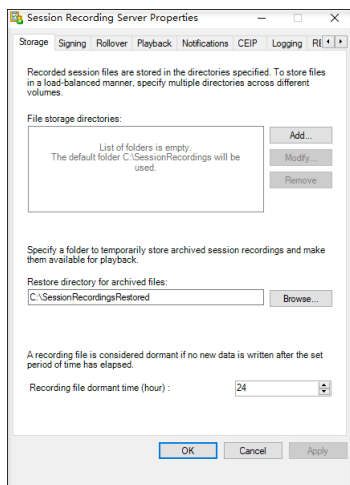 Session Recording Server Properties
Storage Signing Rollover Playback Notifications CEIP Logging
Recorded session files are stored in the directories specified. To store files
in a load-balanced manner, specify multiple directories across different
volumes.
File storage directories:
List of folders is empty.
The default folder C:\SessionRecordings will be
used.
Add...
Modify...
Remove
Specify a folder to temporarily store archived session recordings and make
them available for playback.
Restore directory for archived files:
C:\SessionRecordingsRestored
Browse...
A recording file is considered dormant if no new data is written after the set
period of time has elapsed.
Recording file dormant time (hour) :
24
OK Cancel Apply